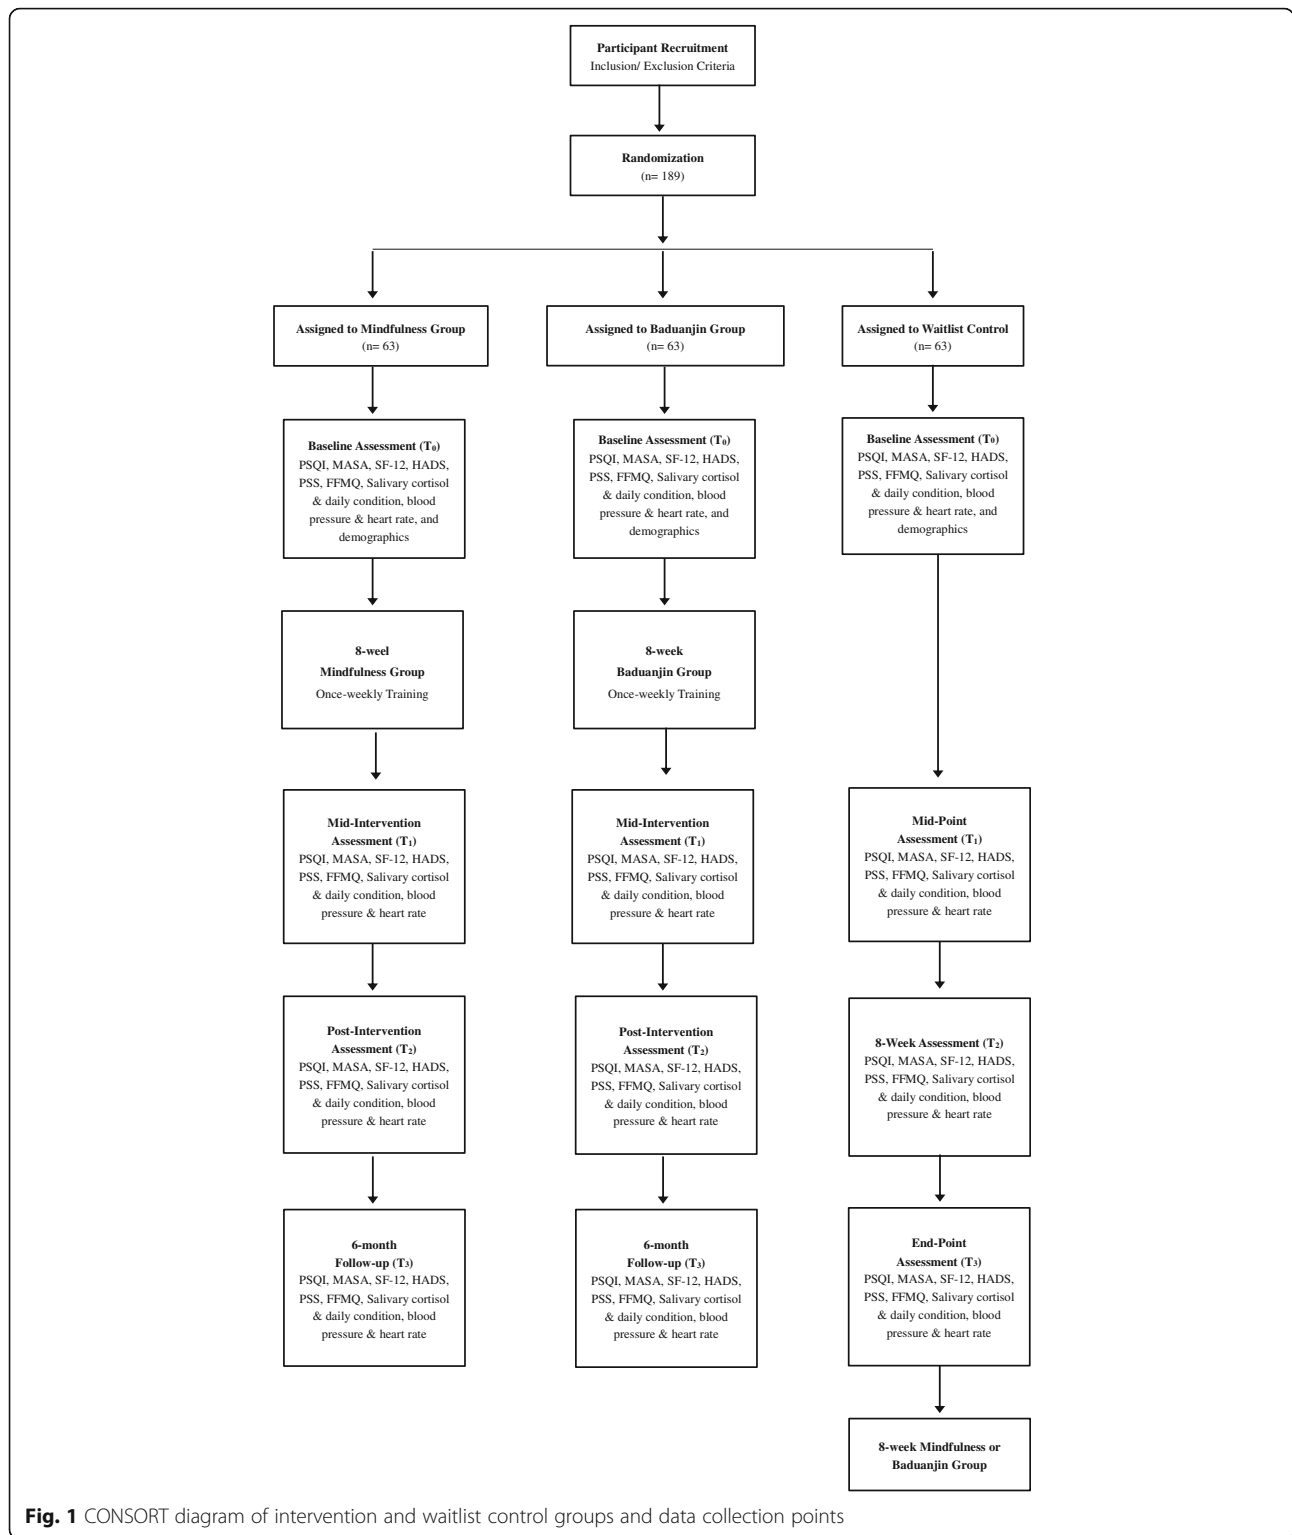 Participant Recruitment
Inclusion/ Exclusion Criteria
Randomization
(n= 189)
Assigned to Mindfulness Group
(n= 63)
Assigned to Baduanjin Group
(n= 63)
Assigned to Waitlist Control
(n= 63)
Baseline Assessment (T₀)
PSQI, MASA, SF-12, HADS,
PSS, FFMQ, Salivary cortisol
& daily condition, blood
pressure & heart rate, and
demographics
Baseline Assessment (T₀)
PSQI, MASA, SF-12, HADS,
PSS, FFMQ, Salivary cortisol
& daily condition, blood
pressure & heart rate, and
demographics
Baseline Assessment (T₀)
PSQI, MASA, SF-12, HADS,
PSS, FFMQ, Salivary cortisol
& daily condition, blood
pressure & heart rate, and
demographics
8-weel
Mindfulness Group
Once-weekly Training
8-week
Baduanjin Group
Once-weekly Training
Mid-Intervention
Assessment (T₁)
PSQI, MASA, SF-12, HADS,
PSS, FFMQ, Salivary cortisol
& daily condition, blood
pressure & heart rate
Mid-Intervention
Assessment (T₁)
PSQI, MASA, SF-12, HADS,
PSS, FFMQ, Salivary cortisol
& daily condition, blood
pressure & heart rate
Mid-Point
Assessment (T₁)
PSQI, MASA, SF-12, HADS,
PSS, FFMQ, Salivary cortisol
& daily condition, blood
pressure & heart rate
Post-Intervention
Assessment (T₂)
PSQI, MASA, SF-12, HADS,
PSS, FFMQ, Salivary cortisol
& daily condition, blood
pressure & heart rate
Post-Intervention
Assessment (T₂)
PSQI, MASA, SF-12, HADS,
PSS, FFMQ, Salivary cortisol
& daily condition, blood
pressure & heart rate
8-Week Assessment (T₂)
PSQI, MASA, SF-12, HADS,
PSS, FFMQ, Salivary cortisol
& daily condition, blood
pressure & heart rate
6-month
Follow-up (T₃)
PSQI, MASA, SF-12, HADS,
PSS, FFMQ, Salivary cortisol
& daily condition, blood
pressure & heart rate
6-month
Follow-up (T₃)
PSQI, MASA, SF-12, HADS,
PSS, FFMQ, Salivary cortisol
& daily condition, blood
pressure & heart rate
End-Point
Assessment (T₃)
PSQI, MASA, SF-12, HADS,
PSS, FFMQ, Salivary cortisol
& daily condition, blood
pressure & heart rate
8-week Mindfulness or
Baduanjin Group
Fig. 1 CONSORT diagram of intervention and waitlist control groups and data collection points